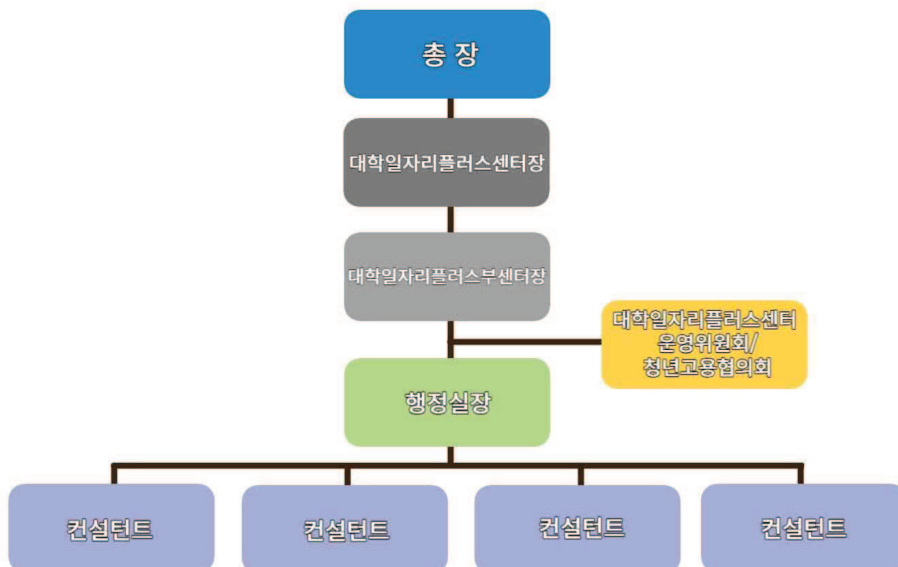 총 장
대학일자리플러스센터장
대학일자리플러스부센터장
대학일자리플러스센터
운영위원회/
청년고용협의회
행정실장
컨설턴트
컨설턴트
컨설턴트
컨설턴트